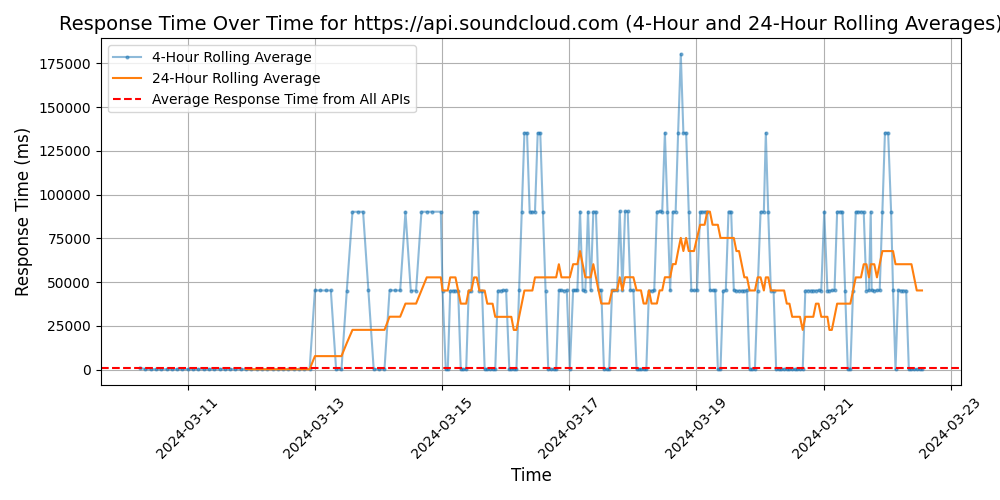 Response Time Over Time for https://api.soundcloud.com (4-Hour and 24-Hour Rolling Averages)
4-Hour Rolling Average
24-Hour Rolling Average
Average Response Time from All APIs
Response Time (ms)
175000
150000
125000
100000
75000
50000
25000
0
2024-03-11
2024-03-13
2024-03-15
2024-03-17
2024-03-19
2024-03-21
2024-03-23
Time